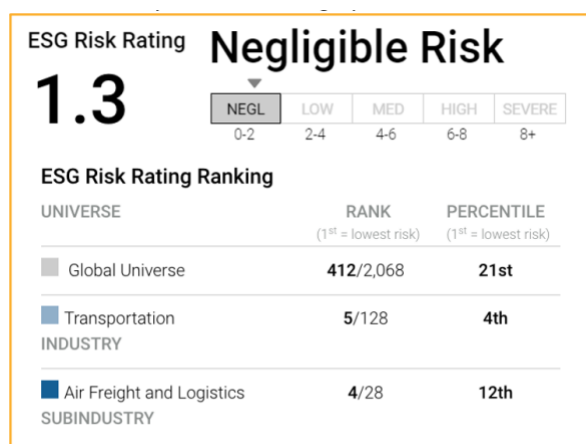 ESG Risk Rating
1.3
Negligible Risk
NEGL LOW MED HIGH SEVERE
0-2 2-4 4-6 6-8 8+
ESG Risk Rating Ranking
UNIVERSE RANK PERCENTILE
(1st = lowest risk) (1st = lowest risk)
Global Universe 412/2,068 21st
Transportation 5/128 4th
INDUSTRY
Air Freight and Logistics 4/28 12th
SUBINDUSTRY